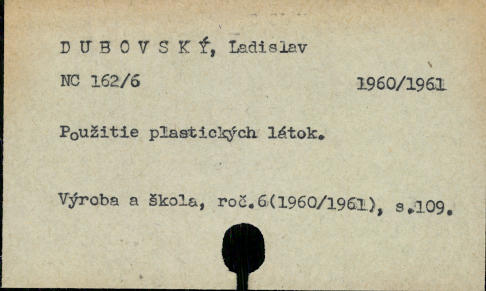 D U B O V S K Ý, Ladislav
NC 162/6 1960/1961
Použitie plastických látok.
Výroba a škola, roč.6(1960/1961), s.109.